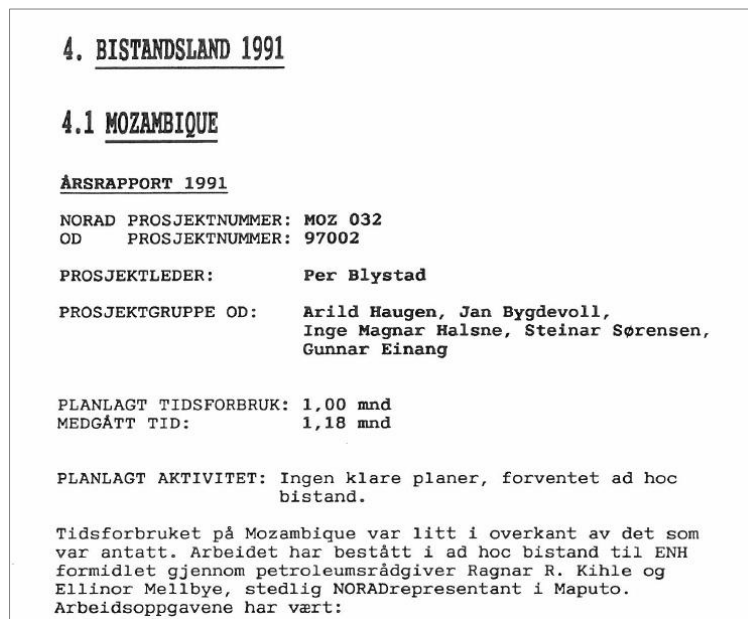 4. BISTANDSLAND 1991
4.1 MOZAMBIQUE
ÅRSRAPPORT 1991
NORAD PROSJEKTNUMMER: MOZ 032
OD PROSJEKTNUMMER: 97002
PROSJEKTLEDER: Per Blystad
PROSJEKTGRUPPE OD: Arild Haugen, Jan Bygdevoll,
Inge Magnar Halsne, Steinar Sørensen,
Gunnar Einang
PLANLAGT TIDSFORBRUK: 1,00 mnd
MEDGÅTT TID: 1,18 mnd
PLANLAGT AKTIVITET: Ingen klare planer, forventet ad hoc
bistand.
Tidsforbruket på Mozambique var litt i overkant av det som
var antatt. Arbeidet har bestått i ad hoc bistand til ENH
formidlet gjennom petroleumsrådgiver Ragnar R. Kihle og
Ellinor Mellbye, stedlig NORADrepresentant i Maputo.
Arbeidsoppgavene har vært: